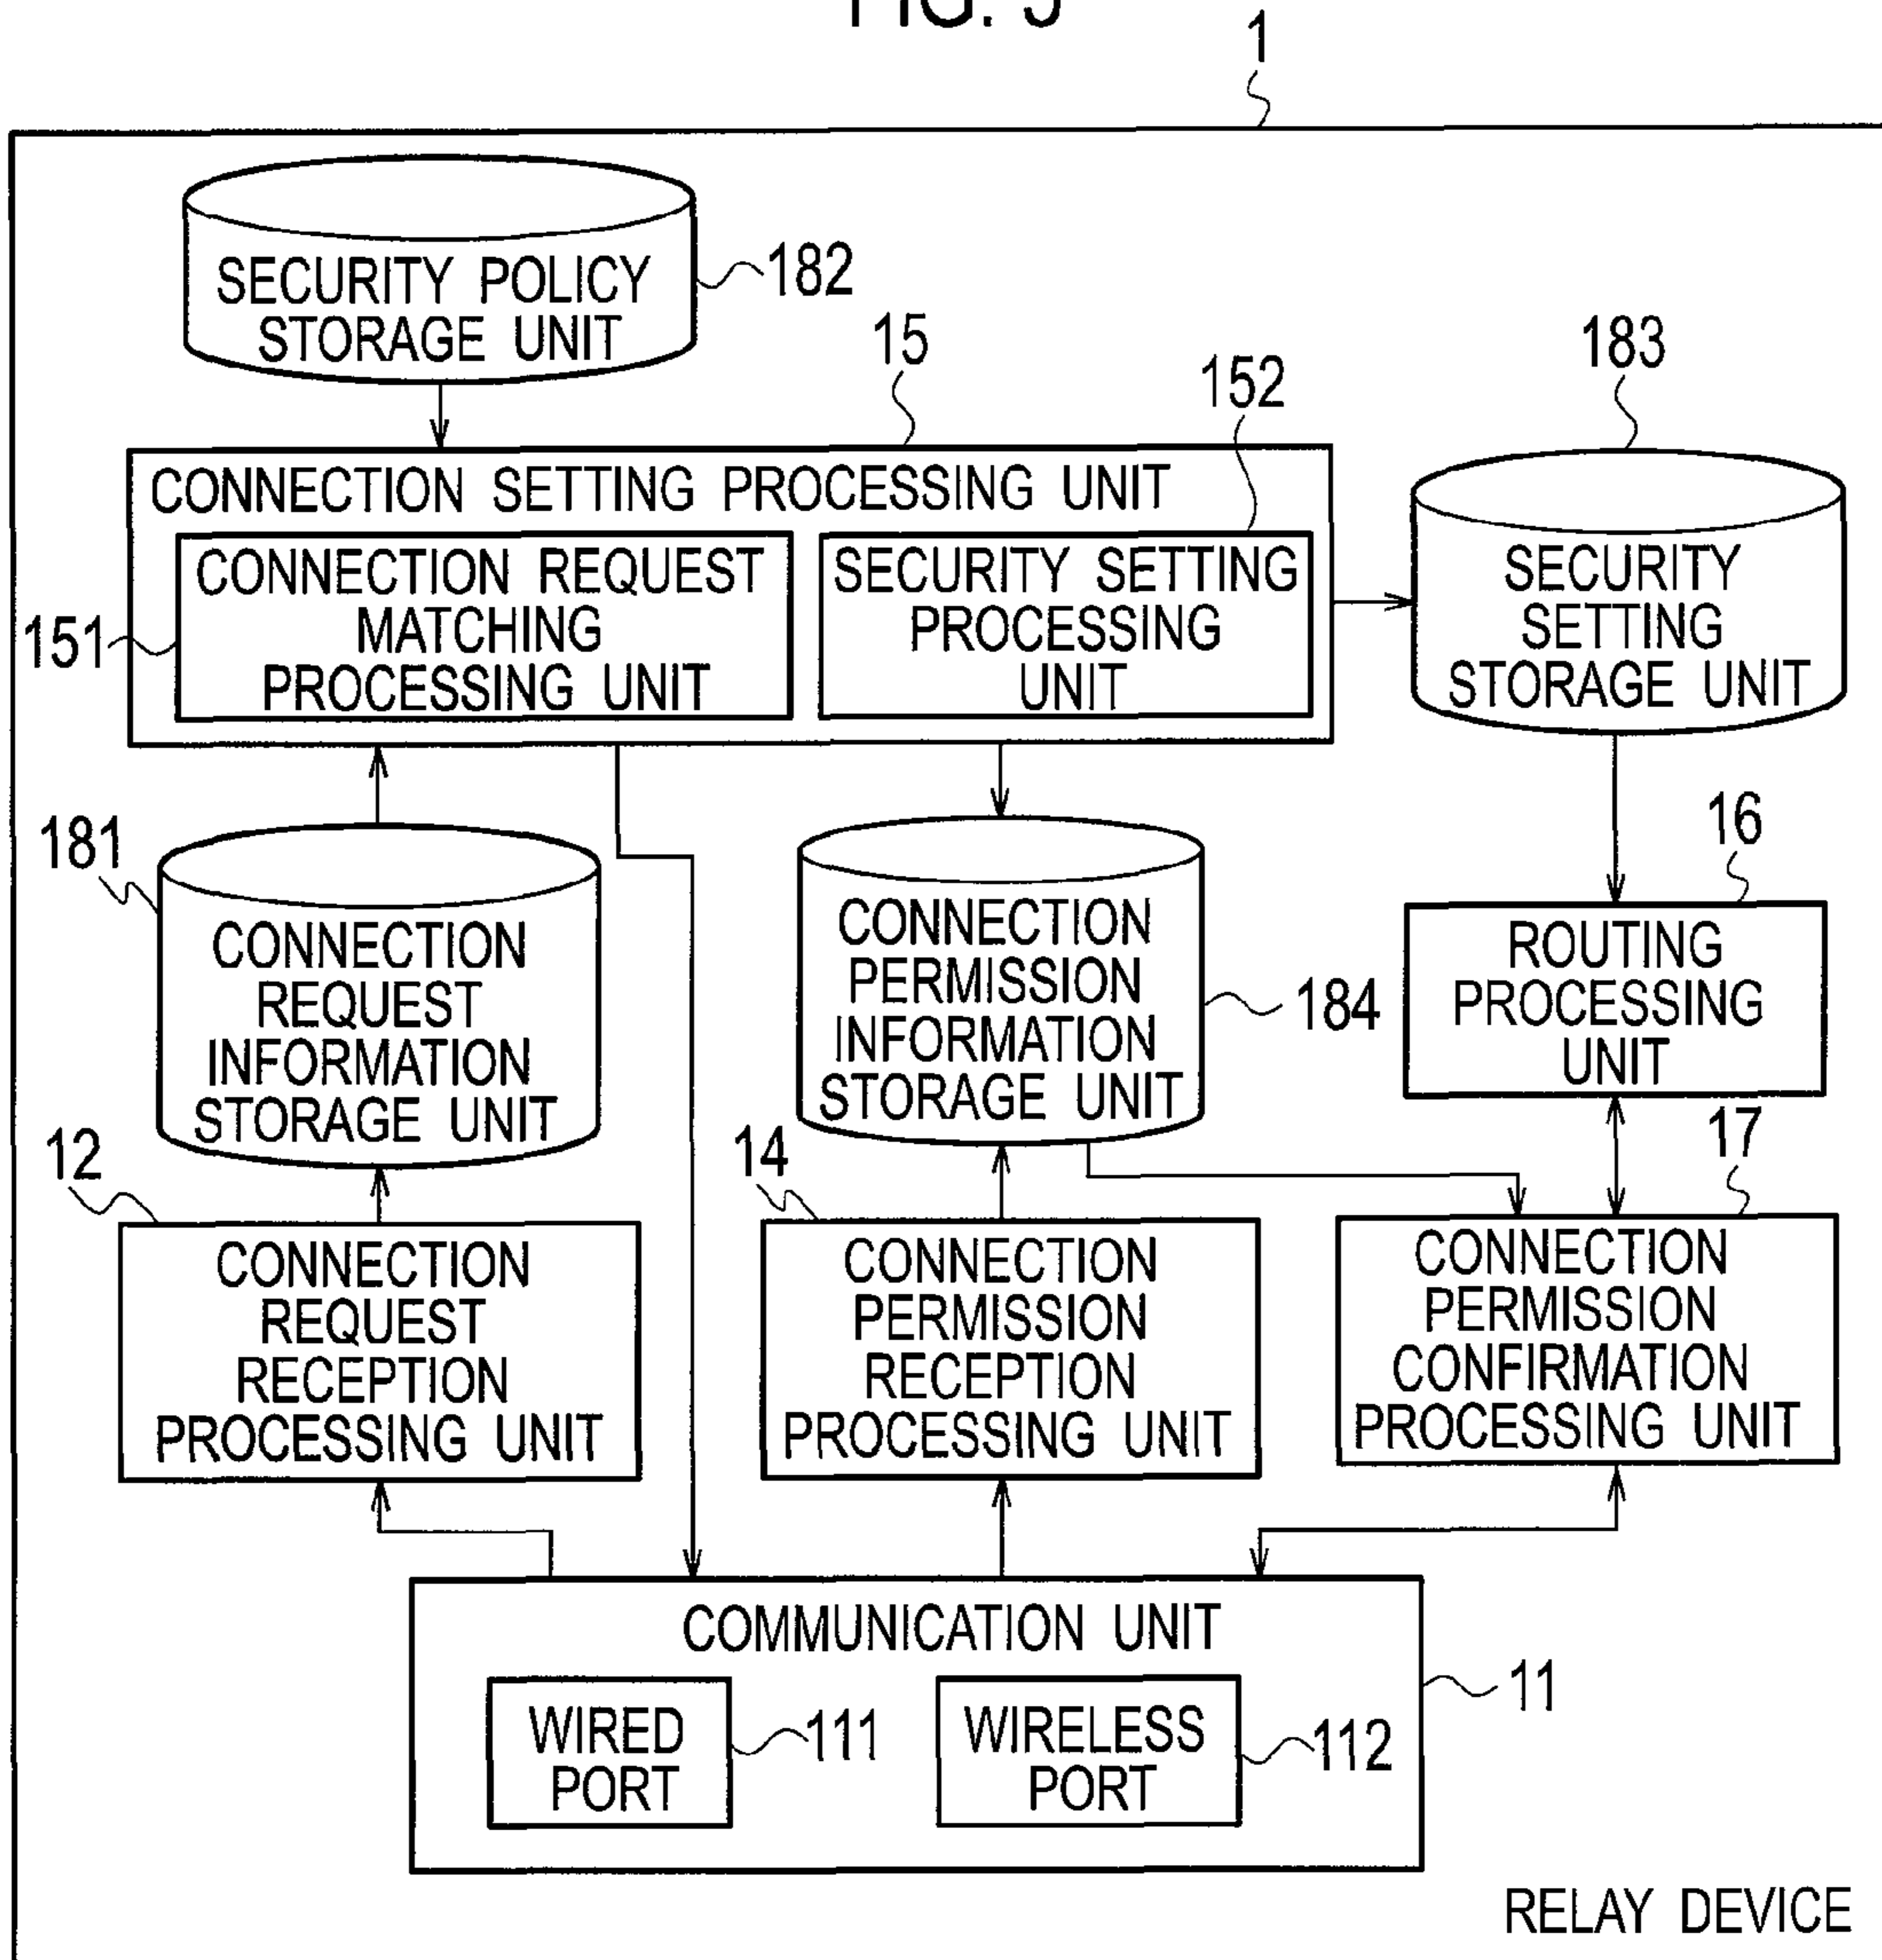 1
SECURITY POLICY
STORAGE UNIT
182
15
152
183
CONNECTION SETTING PROCESSING UNIT
CONNECTION REQUEST
MATCHING
PROCESSING UNIT
151
SECURITY SETTING
PROCESSING
UNIT
SECURITY
SETTING
STORAGE UNIT
181
CONNECTION
REQUEST
INFORMATION
STORAGE UNIT
CONNECTION
PERMISSION
INFORMATION
STORAGE UNIT
184
16
ROUTING
PROCESSING
UNIT
12
CONNECTION
REQUEST
RECEPTION
PROCESSING UNIT
14
CONNECTION
PERMISSION
RECEPTION
PROCESSING UNIT
17
CONNECTION
PERMISSION
CONFIRMATION
PROCESSING UNIT
COMMUNICATION UNIT
11
WIRED
PORT
111
WIRELESS
PORT
112
RELAY DEVICE